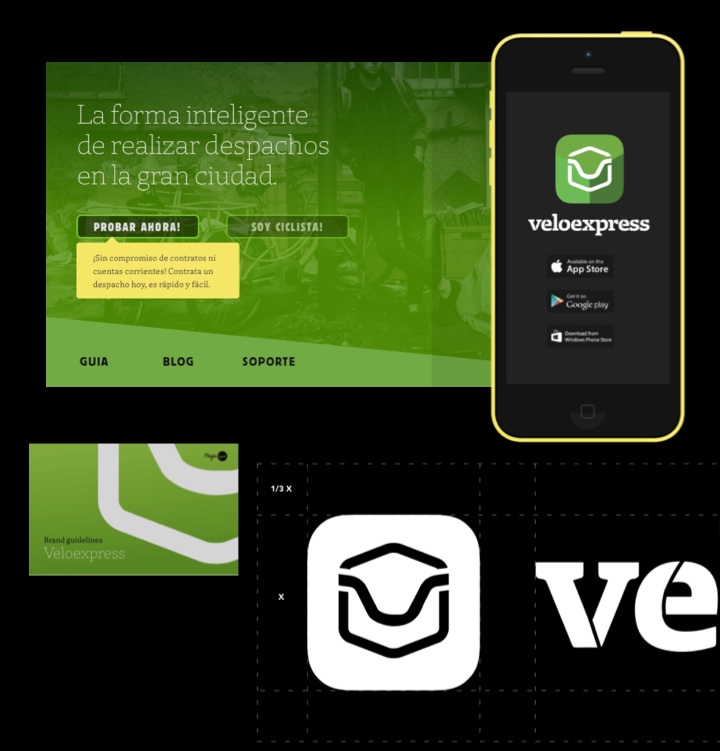 La forma inteligente
de realizar despachos
en la gran ciudad.
PROBAR AHORA!
SOY CICLISTA!
¡Sin compromiso de contratos ni
cuentas corrientes! Contrata un
despacho hoy, es rápido y fácil.
GUIA
BLOG
SOPORTE
veloexpress
Available on the
App Store
Get it on
Google play
Download from
Windows Phone Store
Brand guidelines
Veloexpress
1/3 X
X
ve